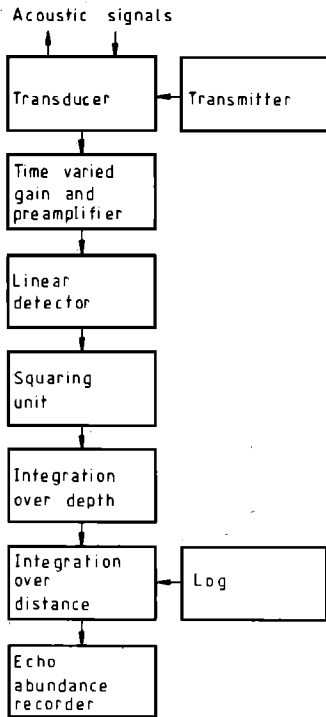 Acoustic signals
Transducer
Transmitter
Time varied
gain and
preamplifier
Linear
detector
Squaring
unit
Integration
over depth
Integration
over
distance
Log
Echo
abundance
recorder